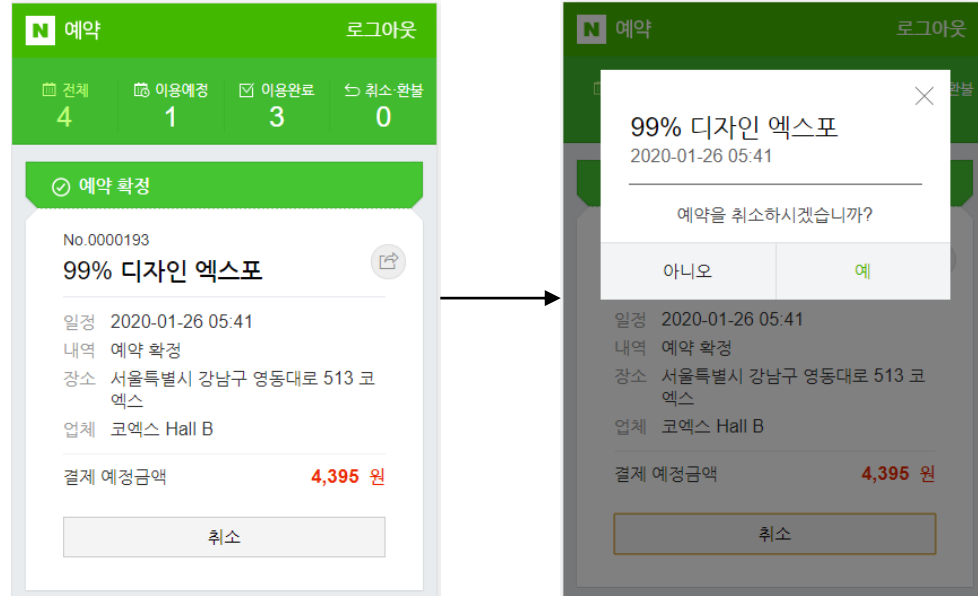 N 예약 로그아웃
전체 이용예정 이용완료 취소·환불
4 1 3 0
예약 확정
No.0000193
99% 디자인 엑스포
일정 2020-01-26 05:41
내역 예약 확정
장소 서울특별시 강남구 영동대로 513 코
엑스
업체 코엑스 Hall B
결제 예정금액 4,395 원
취소
N 예약 로그아웃
환불
99% 디자인 엑스포
2020-01-26 05:41
예약을 취소하시겠습니까?
아니오 예
일정 2020-01-26 05:41
내역 예약 확정
장소 서울특별시 강남구 영동대로 513 코
엑스
업체 코엑스 Hall B
결제 예정금액 4,395 원
취소